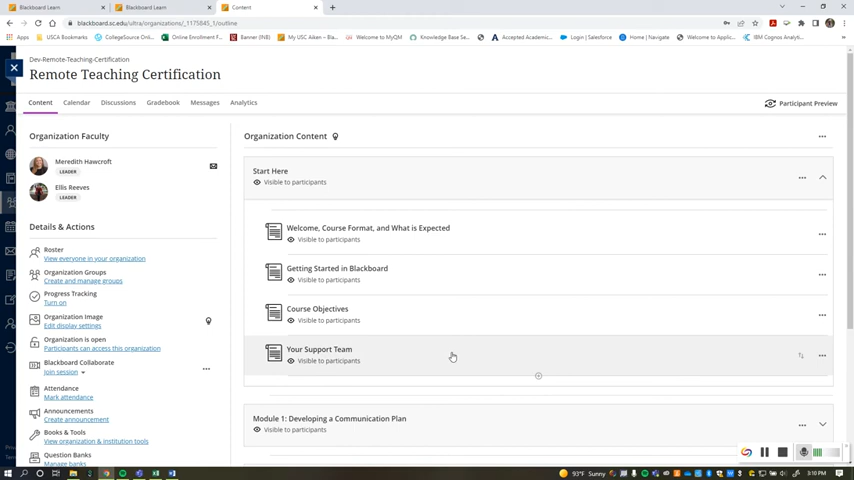 Blackboard Learn
Blackboard Learn
Content
blackboard.sc.edu/ultra/organizations/_1175845_1/outline
Apps
USCA Bookmarks
CollegeSource Onli...
Online Enrollment F...
Banner (INB)
My USC Aiken – Bla...
Welcome to MyQM
Knowledge Base Se...
Accepted Academic...
Login | Salesforce
Home | Navigate
Welcome to Applic...
IBM Cognos Analytic...
Dev-Remote-Teaching-Certification
Remote Teaching Certification
Content
Calendar
Discussions
Gradebook
Messages
Analytics
Participant Preview
Organization Faculty
Meredith Hawcroft
LEADER
Ellis Reeves
LEADER
Details & Actions
Roster
View everyone in your organization
Organization Groups
Create and manage groups
Progress Tracking
Turn on
Organization Image
Edit display settings
Organization is open
Participants can access this organization
Blackboard Collaborate
Join session
Attendance
Mark attendance
Announcements
Create announcement
Books & Tools
View organization & institution tools
Question Banks
Manage banks
Organization Content
Start Here
Visible to participants
Welcome, Course Format, and What is Expected
Visible to participants
Getting Started in Blackboard
Visible to participants
Course Objectives
Visible to participants
Your Support Team
Visible to participants
Module 1: Developing a Communication Plan
Visible to participants
93°F Sunny
3:10 PM